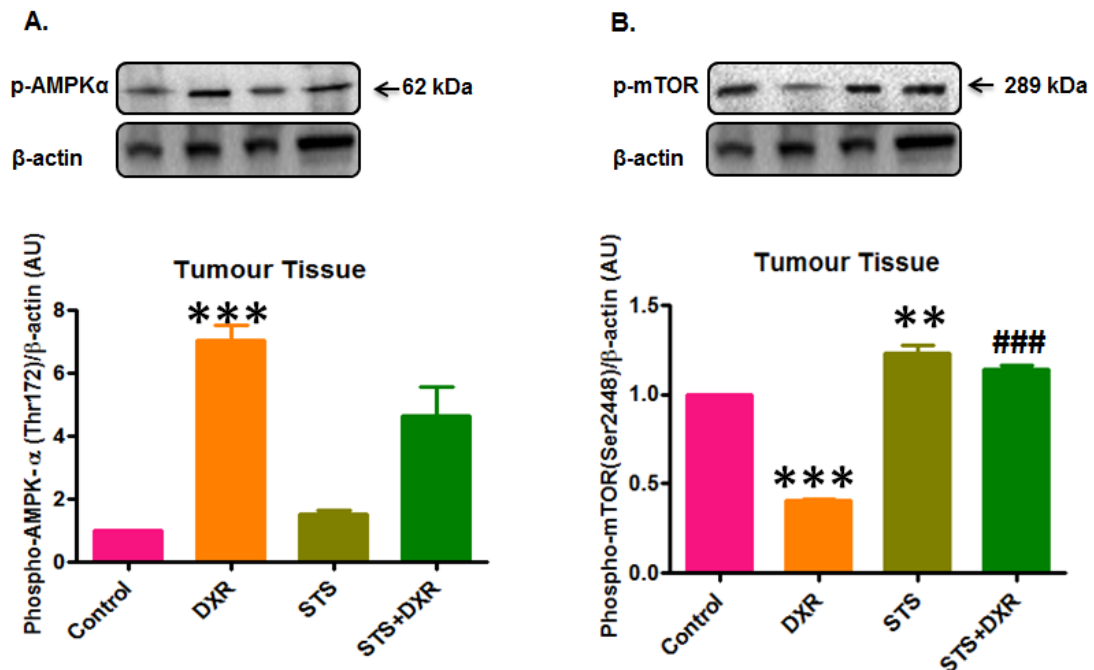 A.
p-AMPKα
←62 kDa
β-actin
Tumour Tissue
Phospho-AMPK-α (Thr172)/β-actin (AU)
8
6
4
2
0
***
Control
DXR
STS
STS+DXR
B.
p-mTOR
← 289 kDa
β-actin
Tumour Tissue
Phospho-mTOR(Ser2448)/β-actin (AU)
1.5
1.0
0.5
0.0
***
**
###
Control
DXR
STS
STS+DXR